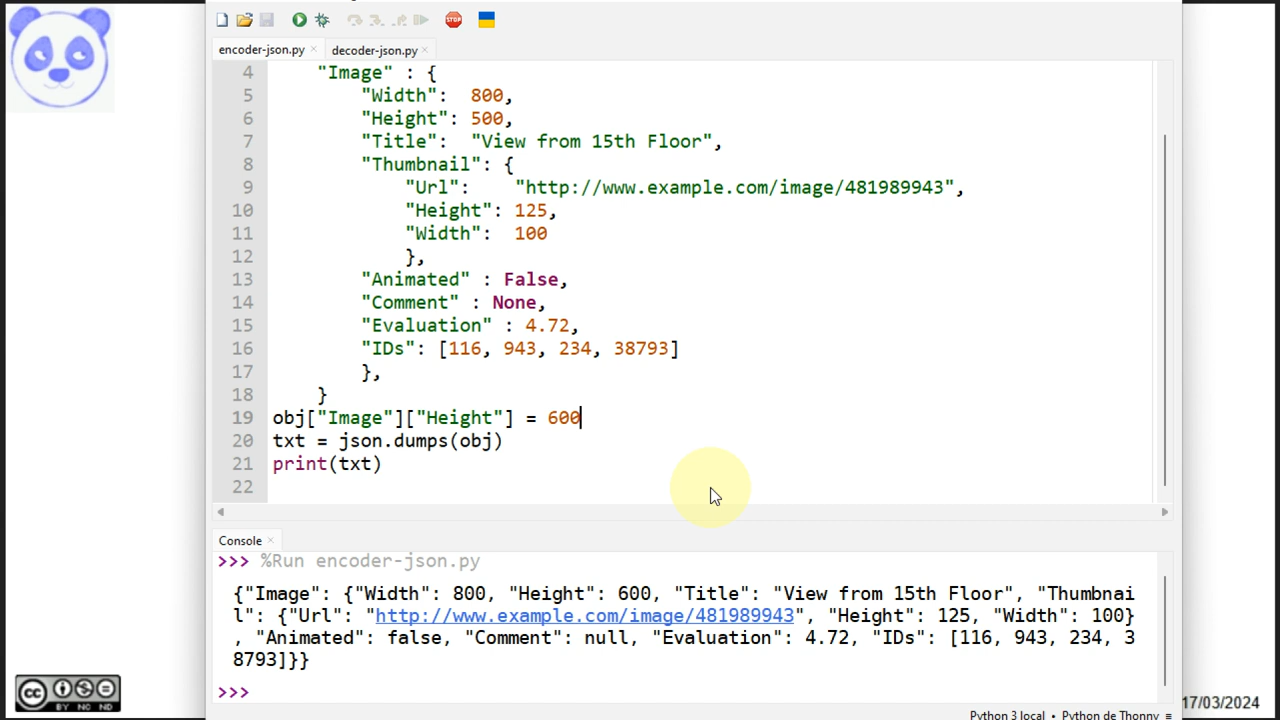 STOP
encoder-json.py × decoder-json.py ×
4 "Image" : {
5 "Width": 800,
6 "Height": 500,
7 "Title": "View from 15th Floor",
8 "Thumbnail": {
9 "Url": "http://www.example.com/image/481989943",
10 "Height": 125,
11 "Width": 100
12 },
13 "Animated" : False,
14 "Comment" : None,
15 "Evaluation" : 4.72,
16 "IDs": [116, 943, 234, 38793]
17 },
18 }
19 obj["Image"]["Height"] = 600
20 txt = json.dumps(obj)
21 print(txt)
22
Console ×
>>> %Run encoder-json.py
{"Image": {"Width": 800, "Height": 600, "Title": "View from 15th Floor", "Thumbnai
l": {"Url": "http://www.example.com/image/481989943", "Height": 125, "Width": 100}
, "Animated": false, "Comment": null, "Evaluation": 4.72, "IDs": [116, 943, 234, 3
8793]}}
>>>
cc BY NC ND
17/03/2024
Python 3 local • Python de Thonny ≡